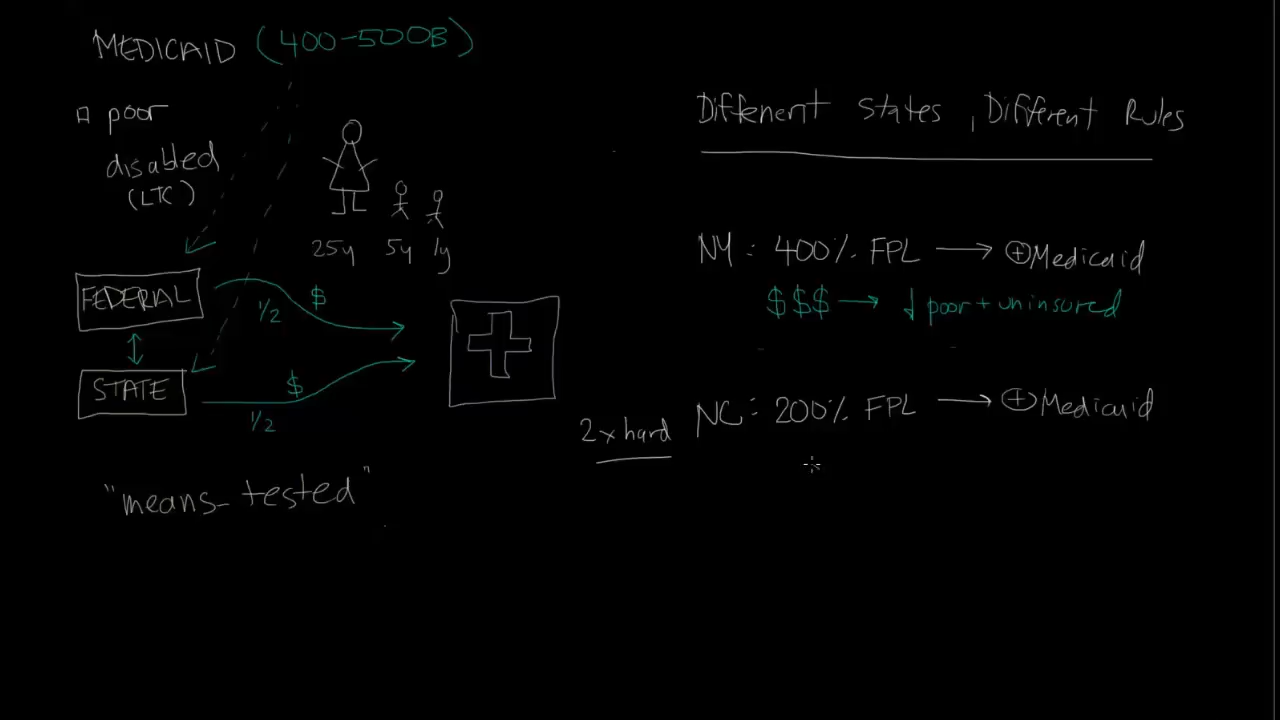 MEDICAID (400-500B)
□ poor
disabled
(LTC)
25y 5y 1y
FEDERAL
1/2 $
STATE
$
1/2
"means-tested"
Different States, Different Rules
NY: 400% FPL → ⊕Medicaid
$$$ → ↓ poor + uninsured
2x hard
NC: 200% FPL → ⊕Medicaid